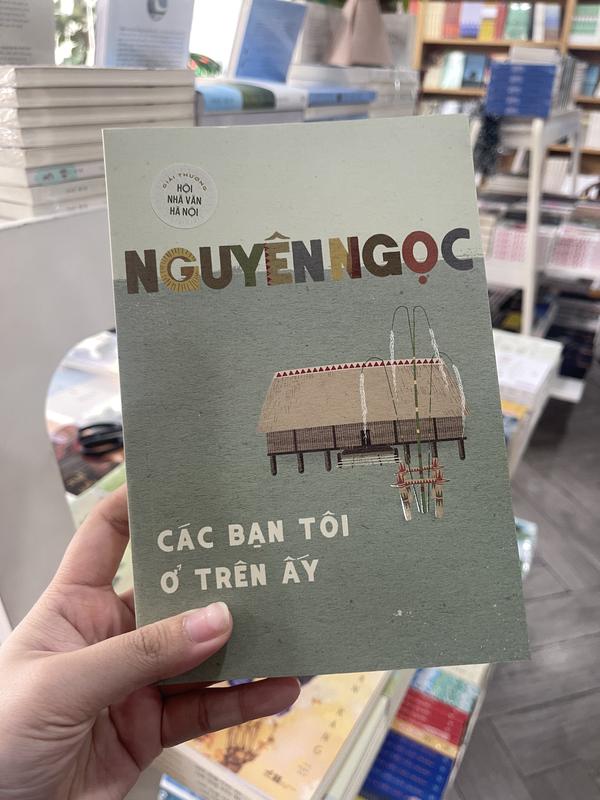 GIẢI THƯỞNG
HỘI
NHÀ VĂN
HÀ NỘI
NGUYÊN NGỌC
CÁC BẠN TÔI
Ở TRÊN ẤY